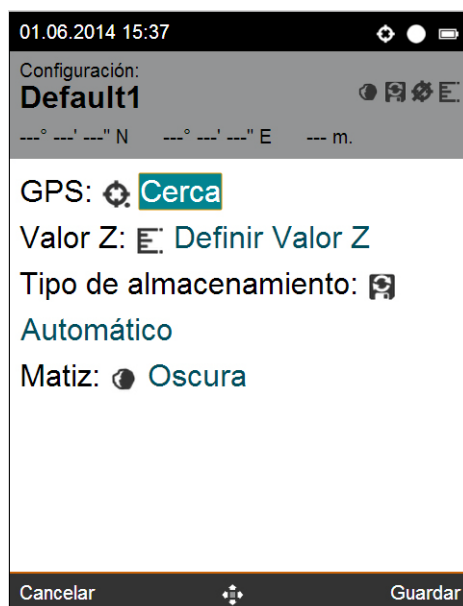 01.06.2014 15:37
Configuración:
Default1
---° ---' ---" N ---° ---' ---" E --- m.
GPS: Cerca
Valor Z: Definir Valor Z
Tipo de almacenamiento:
Automático
Matiz: Oscura
Cancelar Guardar